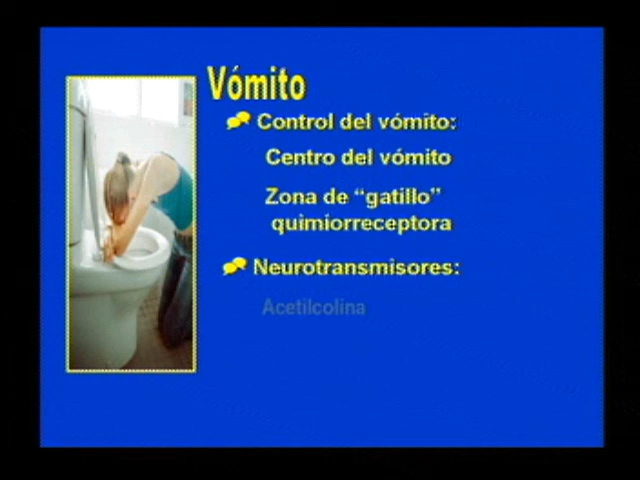 Vómito
Control del vómito:
Centro del vómito
Zona de “gatillo”
quimiorreceptora
Neurotransmisores:
Acetilcolina